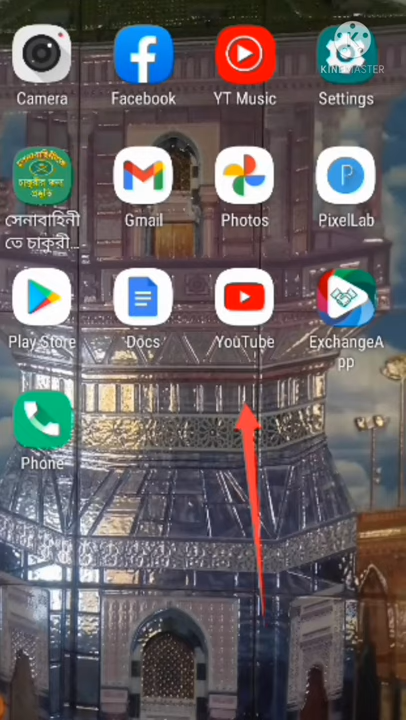 KINEMASTER
Camera
Facebook
YT Music
Settings
সেনাবাহিনী
তে চাকুরী...
Gmail
Photos
P
PixelLab
Play Store
Docs
YouTube
ExchangeA
pp
Phone